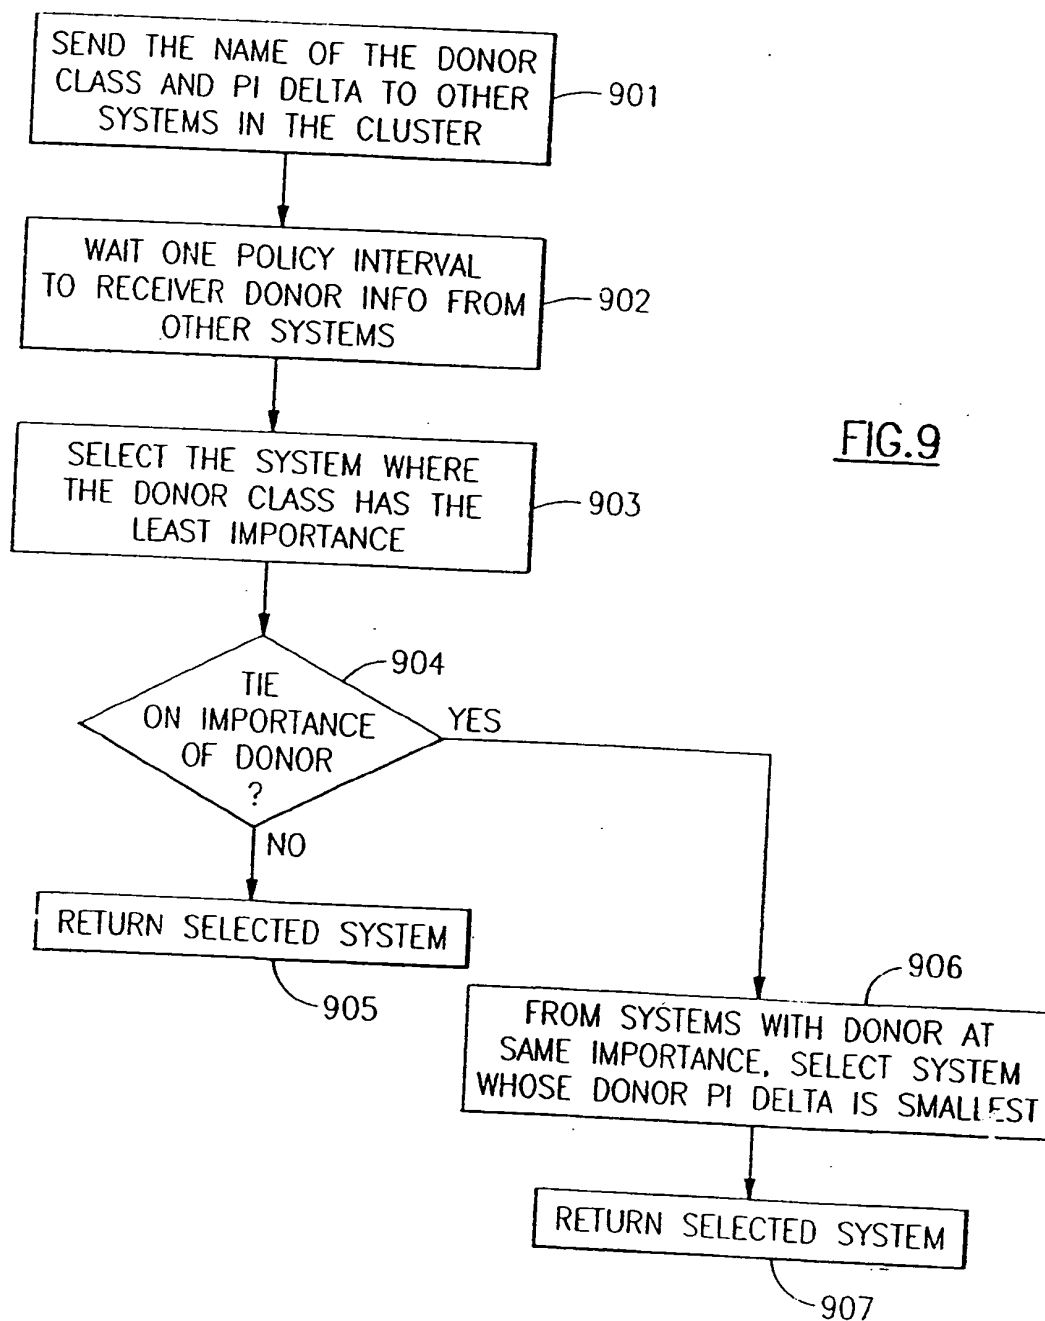 SEND THE NAME OF THE DONOR
CLASS AND PI DELTA TO OTHER
SYSTEMS IN THE CLUSTER
901
WAIT ONE POLICY INTERVAL
TO RECEIVER DONOR INFO FROM
OTHER SYSTEMS
902
SELECT THE SYSTEM WHERE
THE DONOR CLASS HAS THE
LEAST IMPORTANCE
903
FIG.9
TIE
ON IMPORTANCE
OF DONOR
?
904
YES
NO
RETURN SELECTED SYSTEM
905
906
FROM SYSTEMS WITH DONOR AT
SAME IMPORTANCE, SELECT SYSTEM
WHOSE DONOR PI DELTA IS SMALLEST
RETURN SELECTED SYSTEM
907